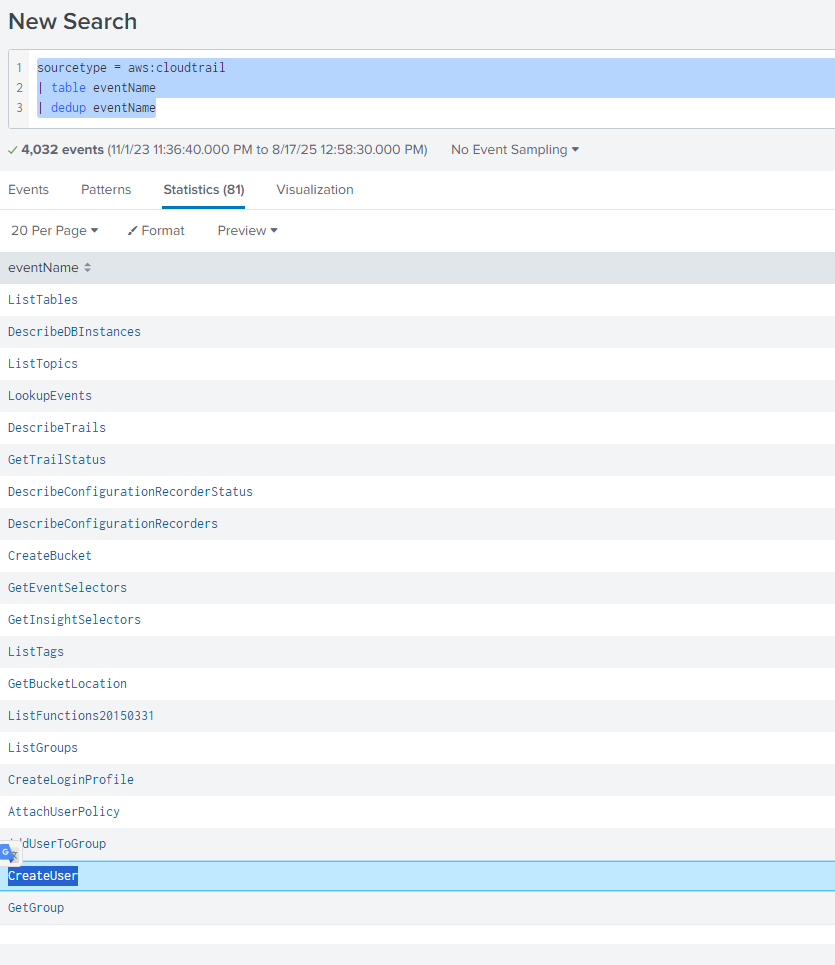 New Search
1 sourcetype = aws:cloudtrail
2 | table eventName
3 | dedup eventName
4,032 events (11/1/23 11:36:40.000 PM to 8/17/25 12:58:30.000 PM) No Event Sampling
Events Patterns Statistics (81) Visualization
20 Per Page Format Preview
eventName
ListTables
DescribeDBInstances
ListTopics
LookupEvents
DescribeTrails
GetTrailStatus
DescribeConfigurationRecorderStatus
DescribeConfigurationRecorders
CreateBucket
GetEventSelectors
GetInsightSelectors
ListTags
GetBucketLocation
ListFunctions20150331
ListGroups
CreateLoginProfile
AttachUserPolicy
ddUserToGroup
CreateUser
GetGroup